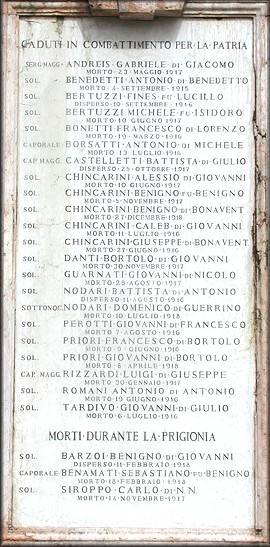 CADUTI·IN COMBATTIMENTO·PER·LA·PATRIA
SERG·MAGG·ANDREIS·GABRIELE·DI·GIACOMO
MORTO·23·MAGGIO·1917
SOL. BENEDETTI·ANTONIO·DI·BENEDETTO
MORTO·4·SETTEMBRE·1915
SOL. BERTUZZI·FINES·FU·LUCILLO
DISPERSO·10·SETTEMBRE·1916
SOL. BERTUZZI·MICHELE·FU·ISIDORO
MORTO·10·GIUGNO·1917
SOL. BONETTI·FRANCESCO·DI·LORENZO
MORTO·19·MARZO·1916
CAPORALE BORSATTI·ANTONIO·DI MICHELE
MORTO·13·LUGLIO·1916
CAP·MAGG. CASTELLETTI·BATTISTA·DI·GIULIO
DISPERSO·25·OTTOBRE·1917
SOL. CHINCARINI·ALESSIO·DI·GIOVANNI
MORTO·10·GIUGNO·1917
SOL. CHINCARINI·BENIGNO·FU·BENIGNO
MORTO·3·NOVEMBRE·1917
SOL. CHINCARINI·BENIGNO·DI·BONAVENT
MORTO·27·DICEMBRE·1918
SOL. CHINCARINI·CALEB·DI·GIOVANNI
MORTO·11·LUGLIO·1916
SOL. CHINCARINI·GIUSEPPE·DI·BONAVENT
MORTO·27·GIUGNO·1916
SOL. DANTI·BORTOLO·DI·GIOVANNI
MORTO·30·NOVEMBRE·1917
SOL. GUARNATI·GIOVANNI·DI·NICOLO
MORTO·28·AGOSTO·1917
SOL. NODARI·BATTISTA·DI·ANTONIO
DISPERSO·11·AGOSTO·1916
SOTTONOC. NODARI·DOMENICO·DI·GUERRINO
MORTO·10·LUGLIO·1918
SOL. PEROTTI·GIOVANNI·DI·FRANCESCO
MORTO·7·AGOSTO·1916
SOL. PRIORI·FRANCESCO·DI·BORTOLO
MORTO·9·GIUGNO·1916
SOL. PRIORI·GIOVANNI·DI·BORTOLO
MORTO·8·APRILE·1918
CAP. MAGG. RIZZARDI·LUIGI·DI·GIUSEPPE
MORTO·30·GENNAIO·1917
SOL. ROMANI·ANTONIO·DI·ANTONIO
MORTO·19·GIUGNO·1916
SOL. TARDIVO·GIOVANNI·DI·GIULIO
MORTO·6·LUGLIO·1916
MORTI·DURANTE·LA·PRIGIONIA
SOL. BARZOI·BENIGNO·DI·GIOVANNI
DISPERSO·11·FEBBRAIO·1918
CAPORALE·BENAMATI·SEBASTIANO·FU·BENIGNO
MORTO·18·FEBBRAIO·1918
SOL. SIROPPO·CARLO·DI·N.N.
MORTO·14·NOVEMBRE·1917